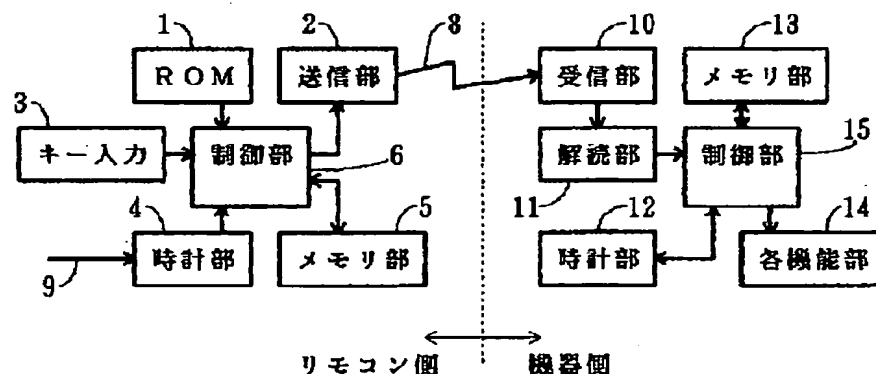 1
2
8
10
13
ＲＯＭ
送信部
受信部
メモリ部
3
キー入力
制御部
6
解読部
制御部
15
4
5
11
12
14
時計部
メモリ部
時計部
各機能部
9
リモコン側
機器側